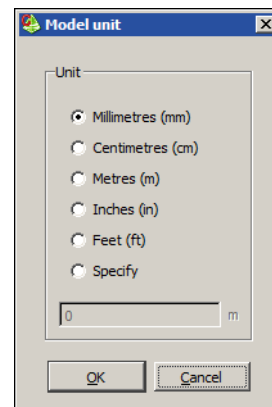 Model unit
Unit
Millimetres (mm)
Centimetres (cm)
Metres (m)
Inches (in)
Feet (ft)
Specify
0 m
OK Cancel